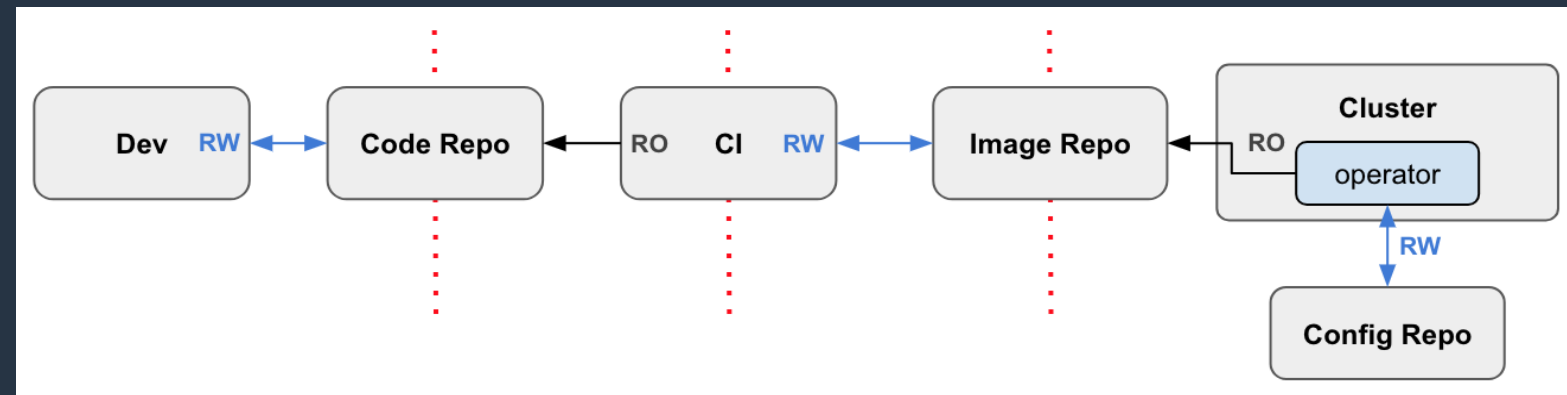 Dev RW
Code Repo
RO CI RW
Image Repo
Cluster
RO
operator
RW
Config Repo